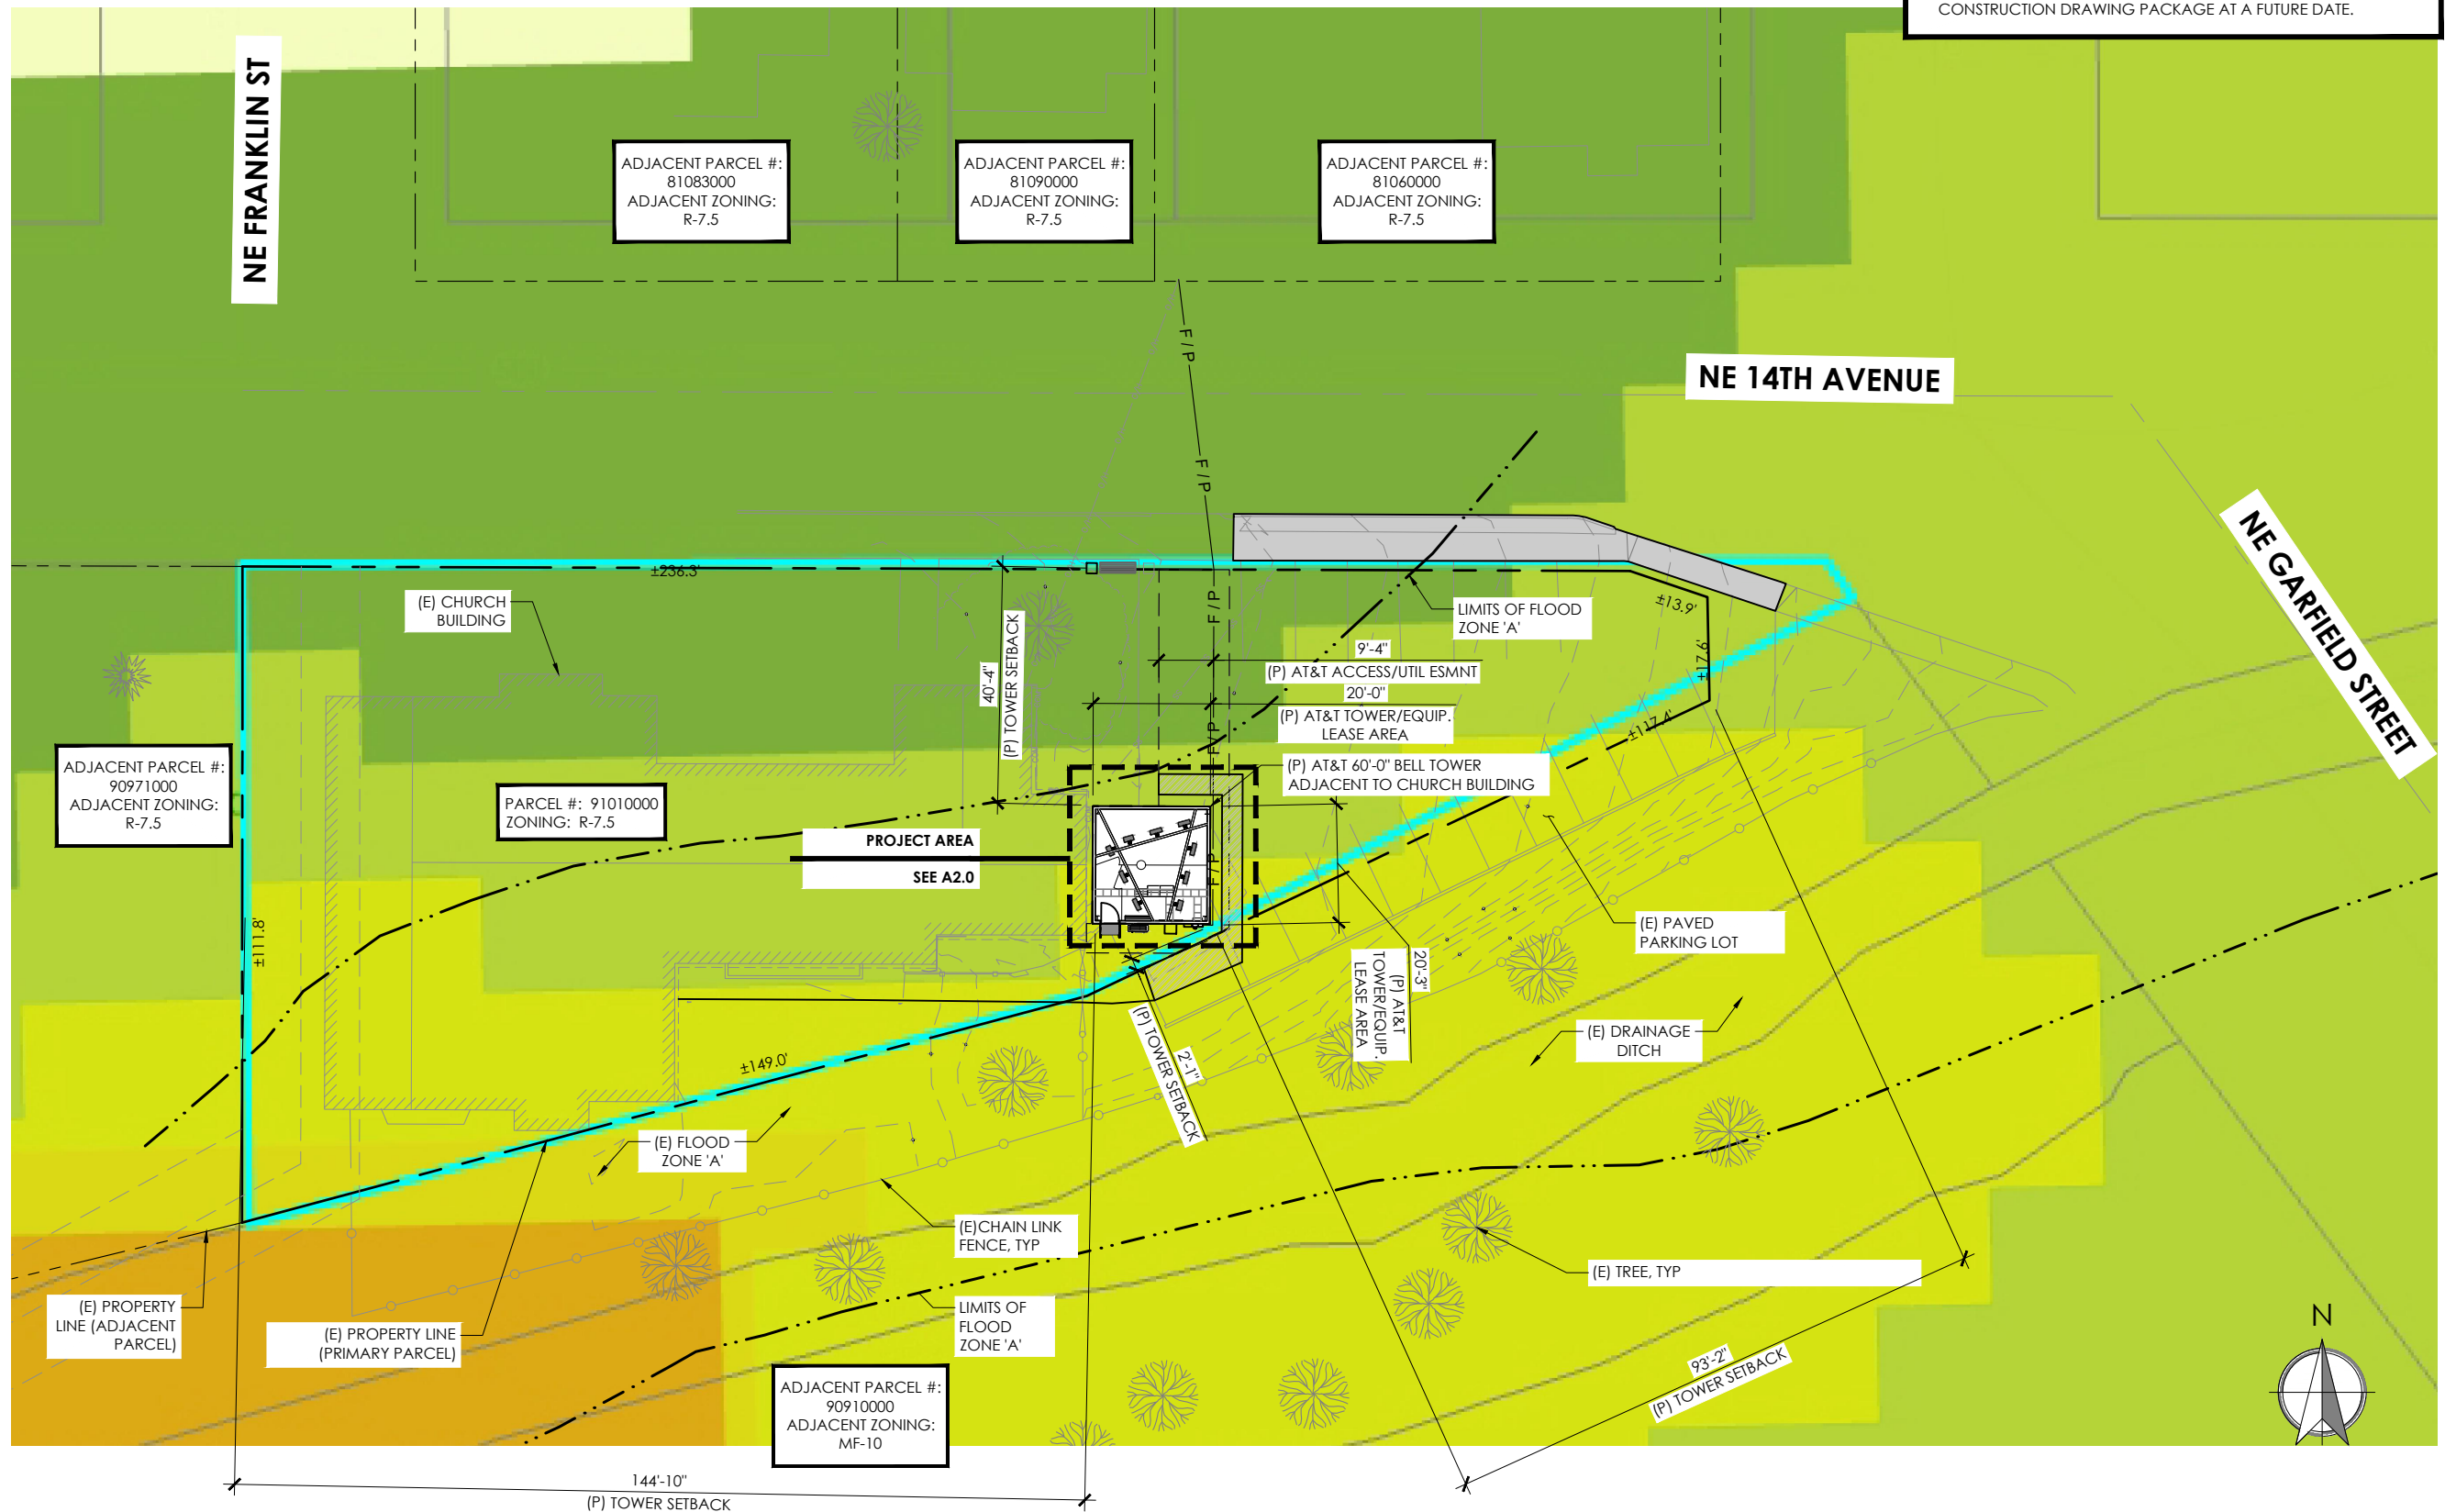 CONSTRUCTION DRAWING PACKAGE AT A FUTURE DATE.
NE FRANKLIN ST
ADJACENT PARCEL #:
81083000
ADJACENT ZONING:
R-7.5
ADJACENT PARCEL #:
81090000
ADJACENT ZONING:
R-7.5
ADJACENT PARCEL #:
81060000
ADJACENT ZONING:
R-7.5
F / P
NE 14TH AVENUE
F / P
NE GARFIELD STREET
±236.3'
(E) CHURCH
BUILDING
40'-4"
(P) TOWER SETBACK
F / P
LIMITS OF FLOOD
ZONE 'A'
±13.9'
±17.6'
9'-4"
(P) AT&T ACCESS/UTIL ESMNT
20'-0"
(P) AT&T TOWER/EQUIP.
LEASE AREA
±117.4'
F / P
(P) AT&T 60'-0" BELL TOWER
ADJACENT TO CHURCH BUILDING
ADJACENT PARCEL #:
90971000
ADJACENT ZONING:
R-7.5
PARCEL #: 91010000
ZONING: R-7.5
PROJECT AREA
SEE A2.0
F / P
±111.8'
(E) PAVED
PARKING LOT
20'-3"
(P) AT&T
TOWER/EQUIP.
LEASE AREA
(E) DRAINAGE
DITCH
2'-1"
(P) TOWER SETBACK
±149.0'
(E) FLOOD
ZONE 'A'
(E)CHAIN LINK
FENCE, TYP
(E) TREE, TYP
(E) PROPERTY
LINE (ADJACENT
PARCEL)
(E) PROPERTY LINE
(PRIMARY PARCEL)
LIMITS OF
FLOOD
ZONE 'A'
N
93'-2"
(P) TOWER SETBACK
ADJACENT PARCEL #:
90910000
ADJACENT ZONING:
MF-10
144'-10"
(P) TOWER SETBACK